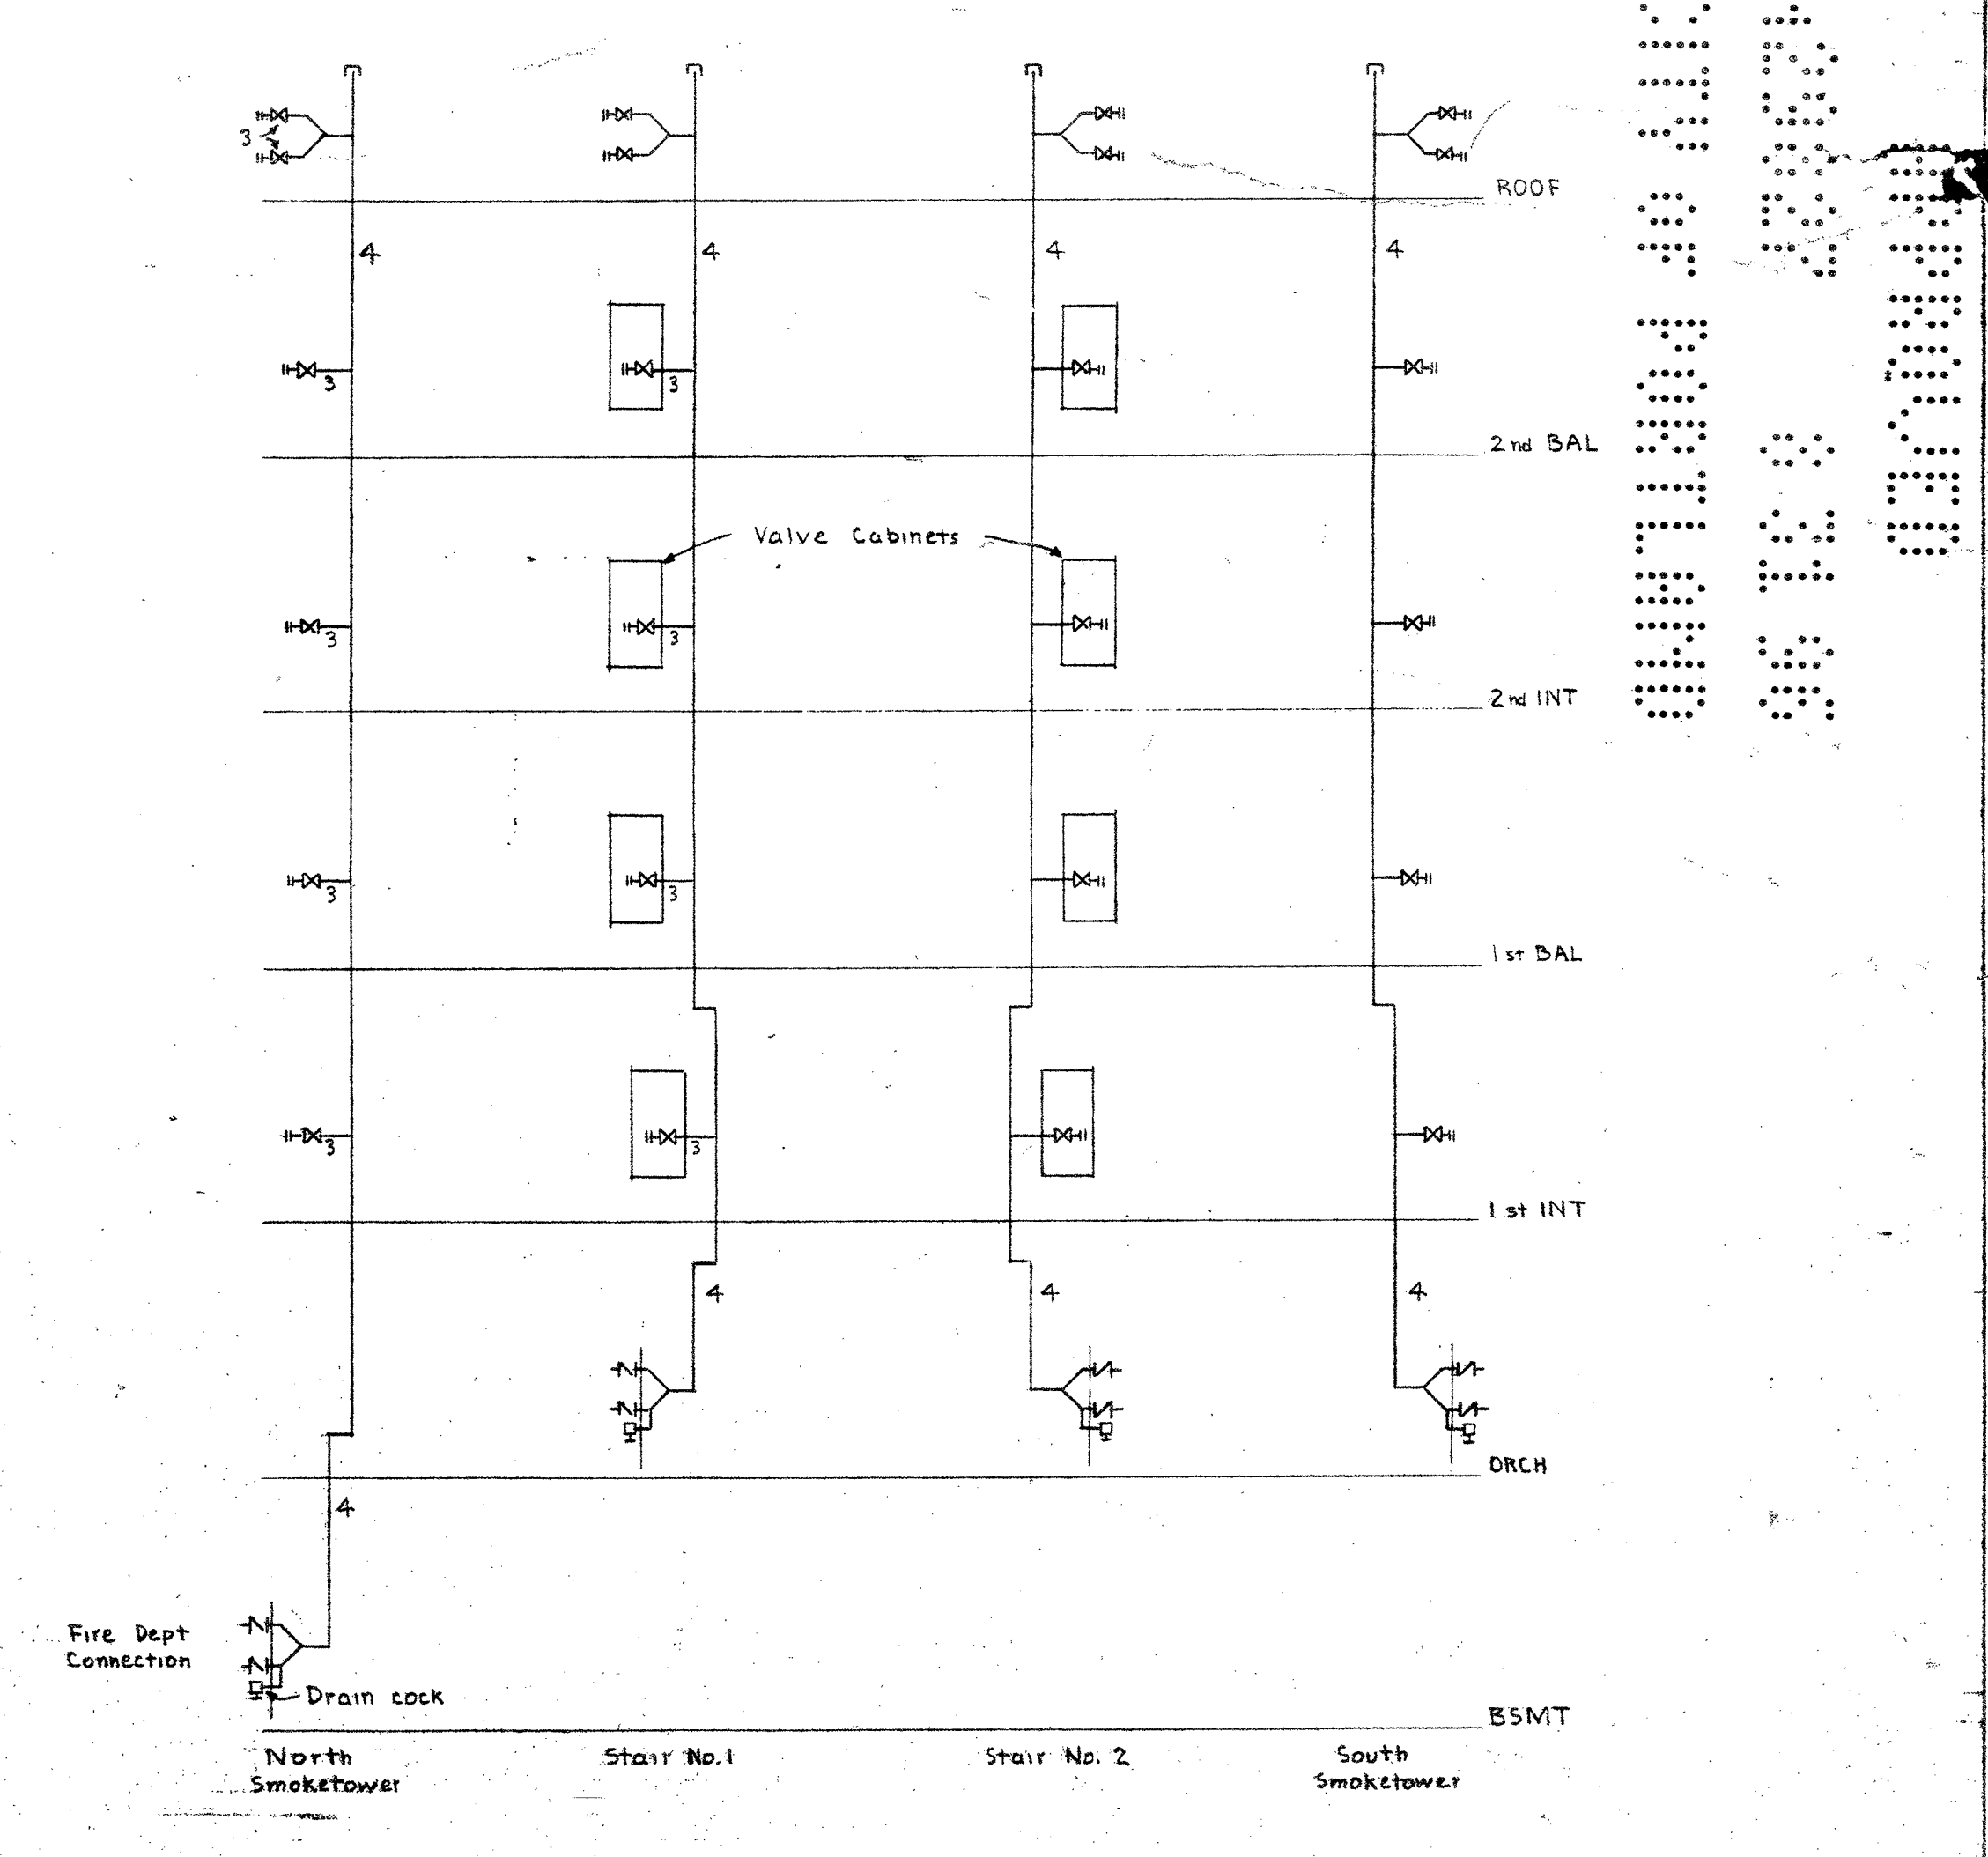 3
ROOF
4 4 4 4
3 3
2nd BAL
Valve Cabinets
3 3
2nd INT
3 3
1st BAL
3 3
1st INT
4 4 4
ORCH
4
Fire Dept
Connection
Drain cock
BSMT
North
Smoketower
Stair No. 1
Stair No. 2
South
Smoketower